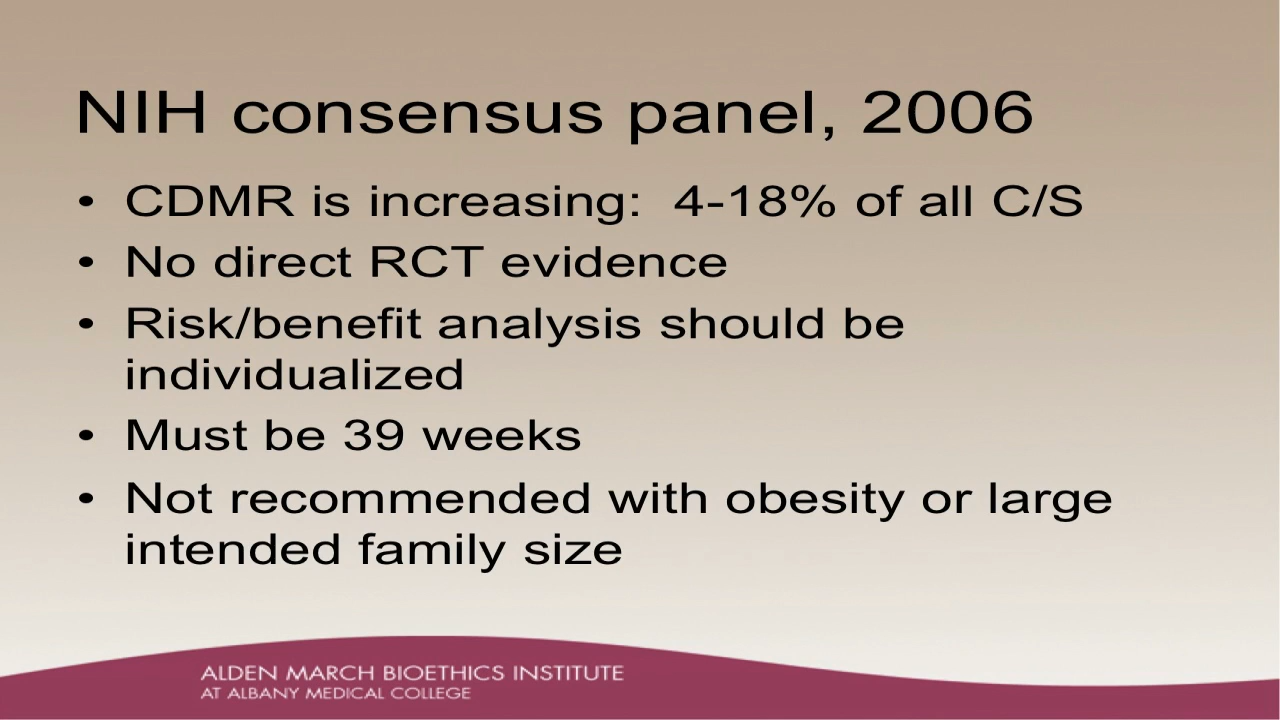 NIH consensus panel, 2006
• CDMR is increasing:  4-18% of all C/S
• No direct RCT evidence
• Risk/benefit analysis should be
individualized
• Must be 39 weeks
• Not recommended with obesity or large
intended family size
ALDEN MARCH BIOETHICS INSTITUTE
AT ALBANY MEDICAL COLLEGE